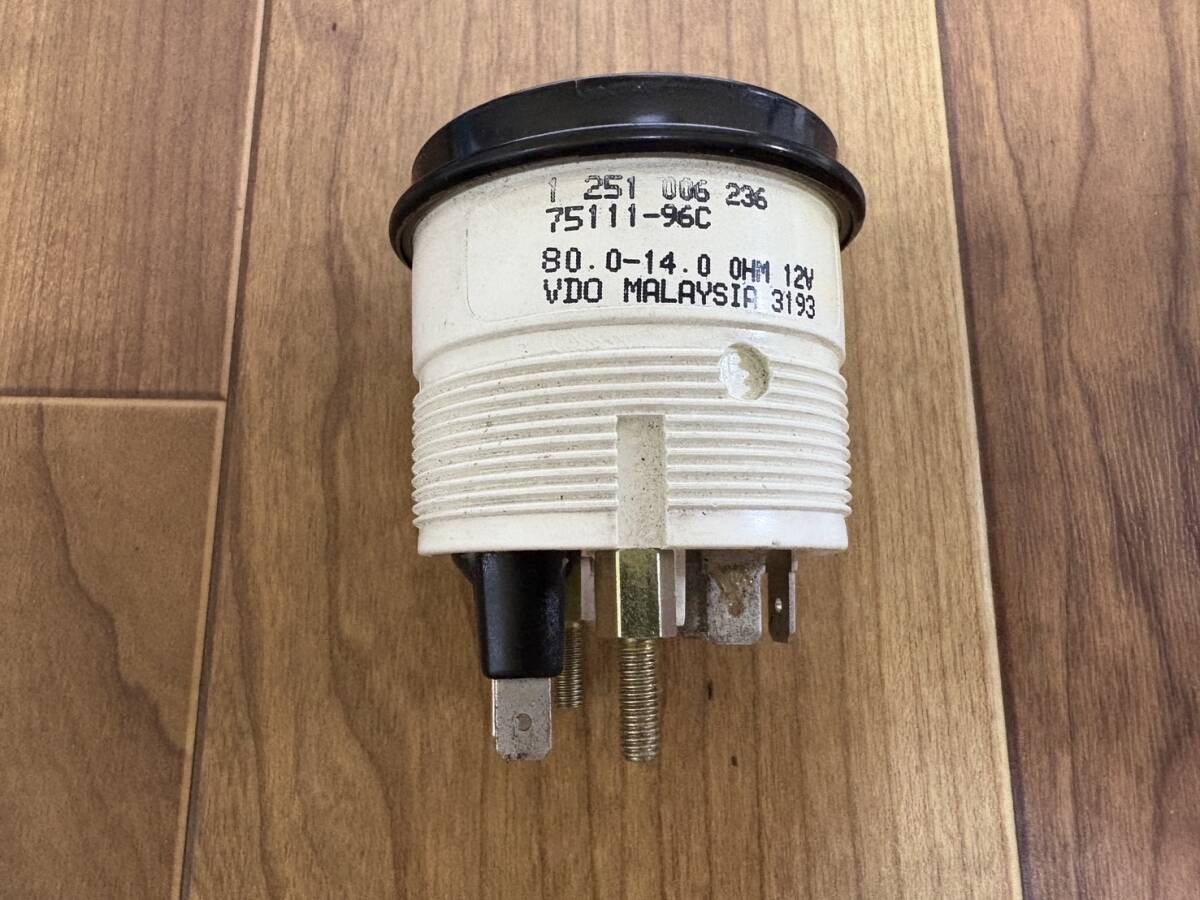 1 251 006 236
75111-96C
80.0-14.0 OHM 12V
VDO MALAYSIA 3193